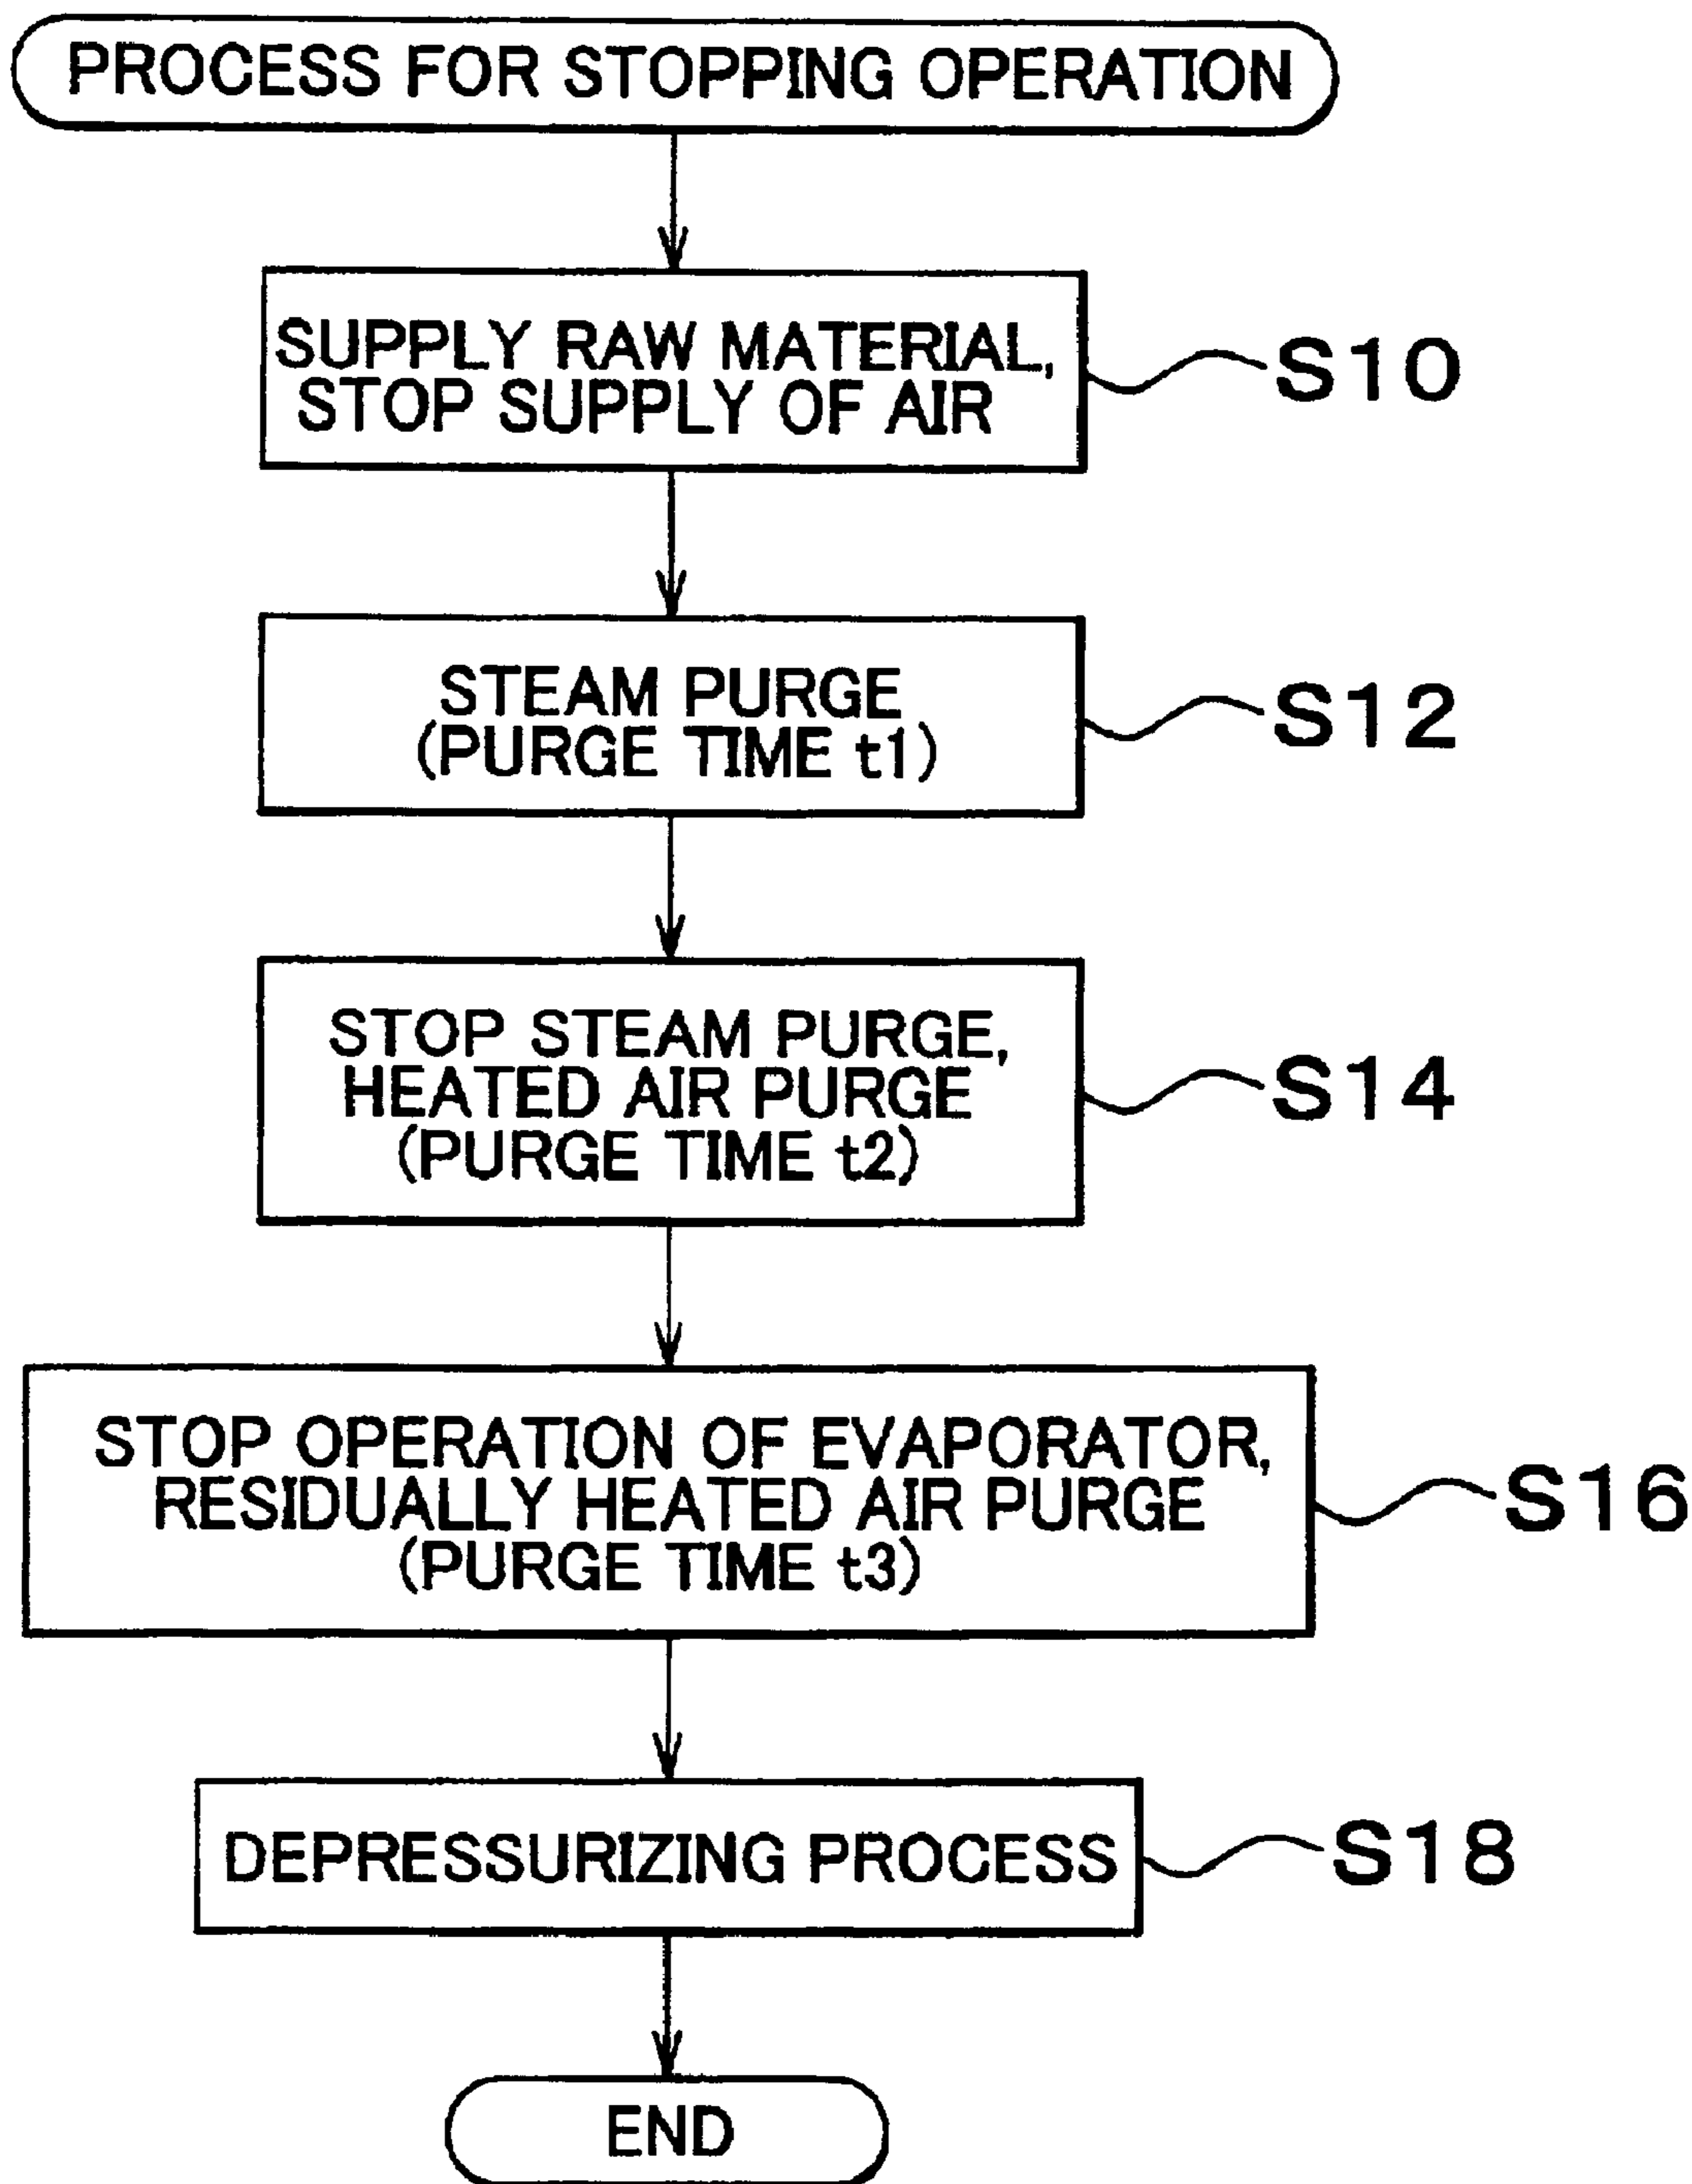 PROCESS FOR STOPPING OPERATION
SUPPLY RAW MATERIAL,
STOP SUPPLY OF AIR
S10
STEAM PURGE
(PURGE TIME t1)
S12
STOP STEAM PURGE,
HEATED AIR PURGE
(PURGE TIME t2)
S14
STOP OPERATION OF EVAPORATOR,
RESIDUALLY HEATED AIR PURGE
(PURGE TIME t3)
S16
DEPRESSURIZING PROCESS
S18
END